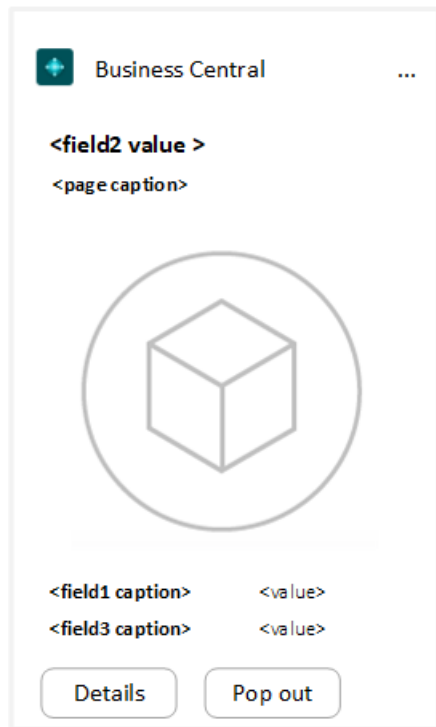 Business Central ...
<field2 value >
<page caption>
<field1 caption> <value>
<field3 caption> <value>
Details Pop out